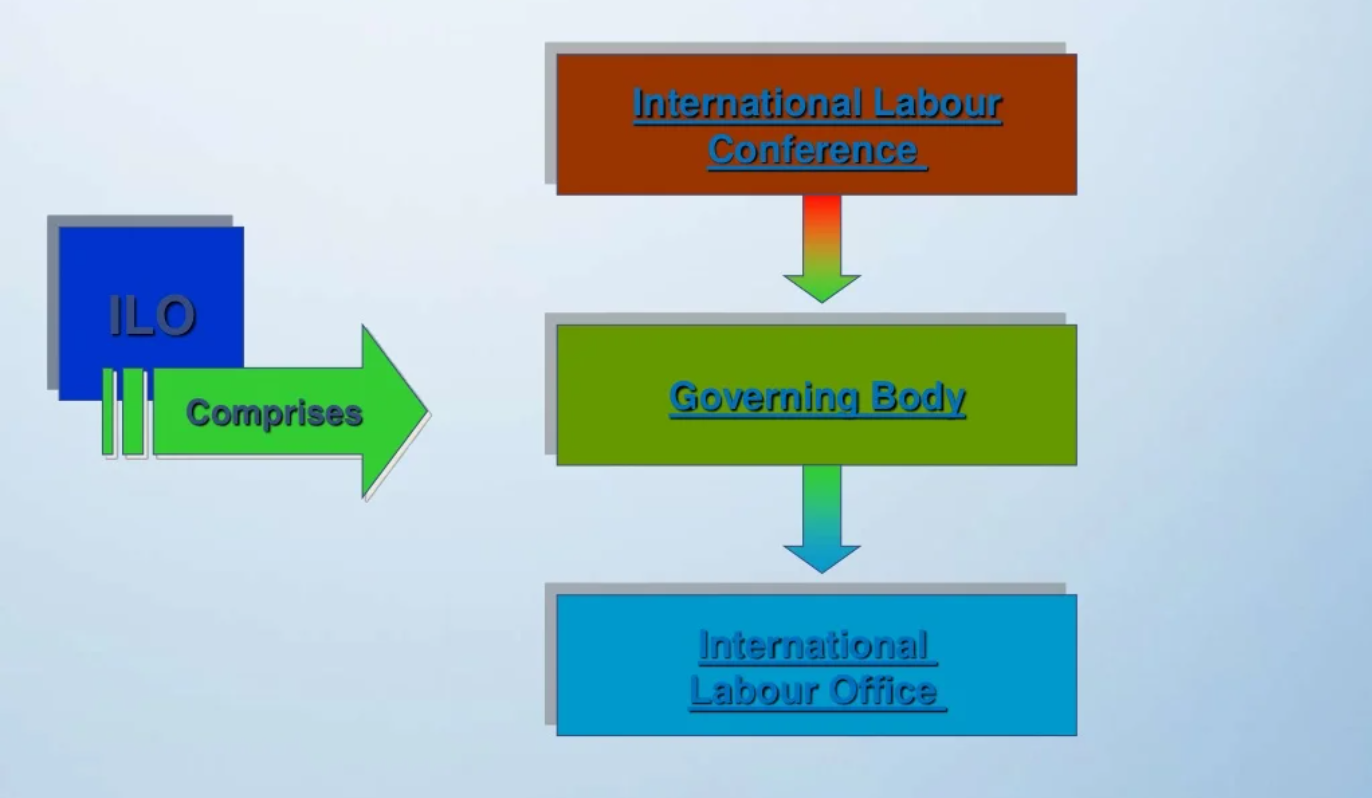 International Labour
Conference
ILO
Comprises
Governing Body
International
Labour Office